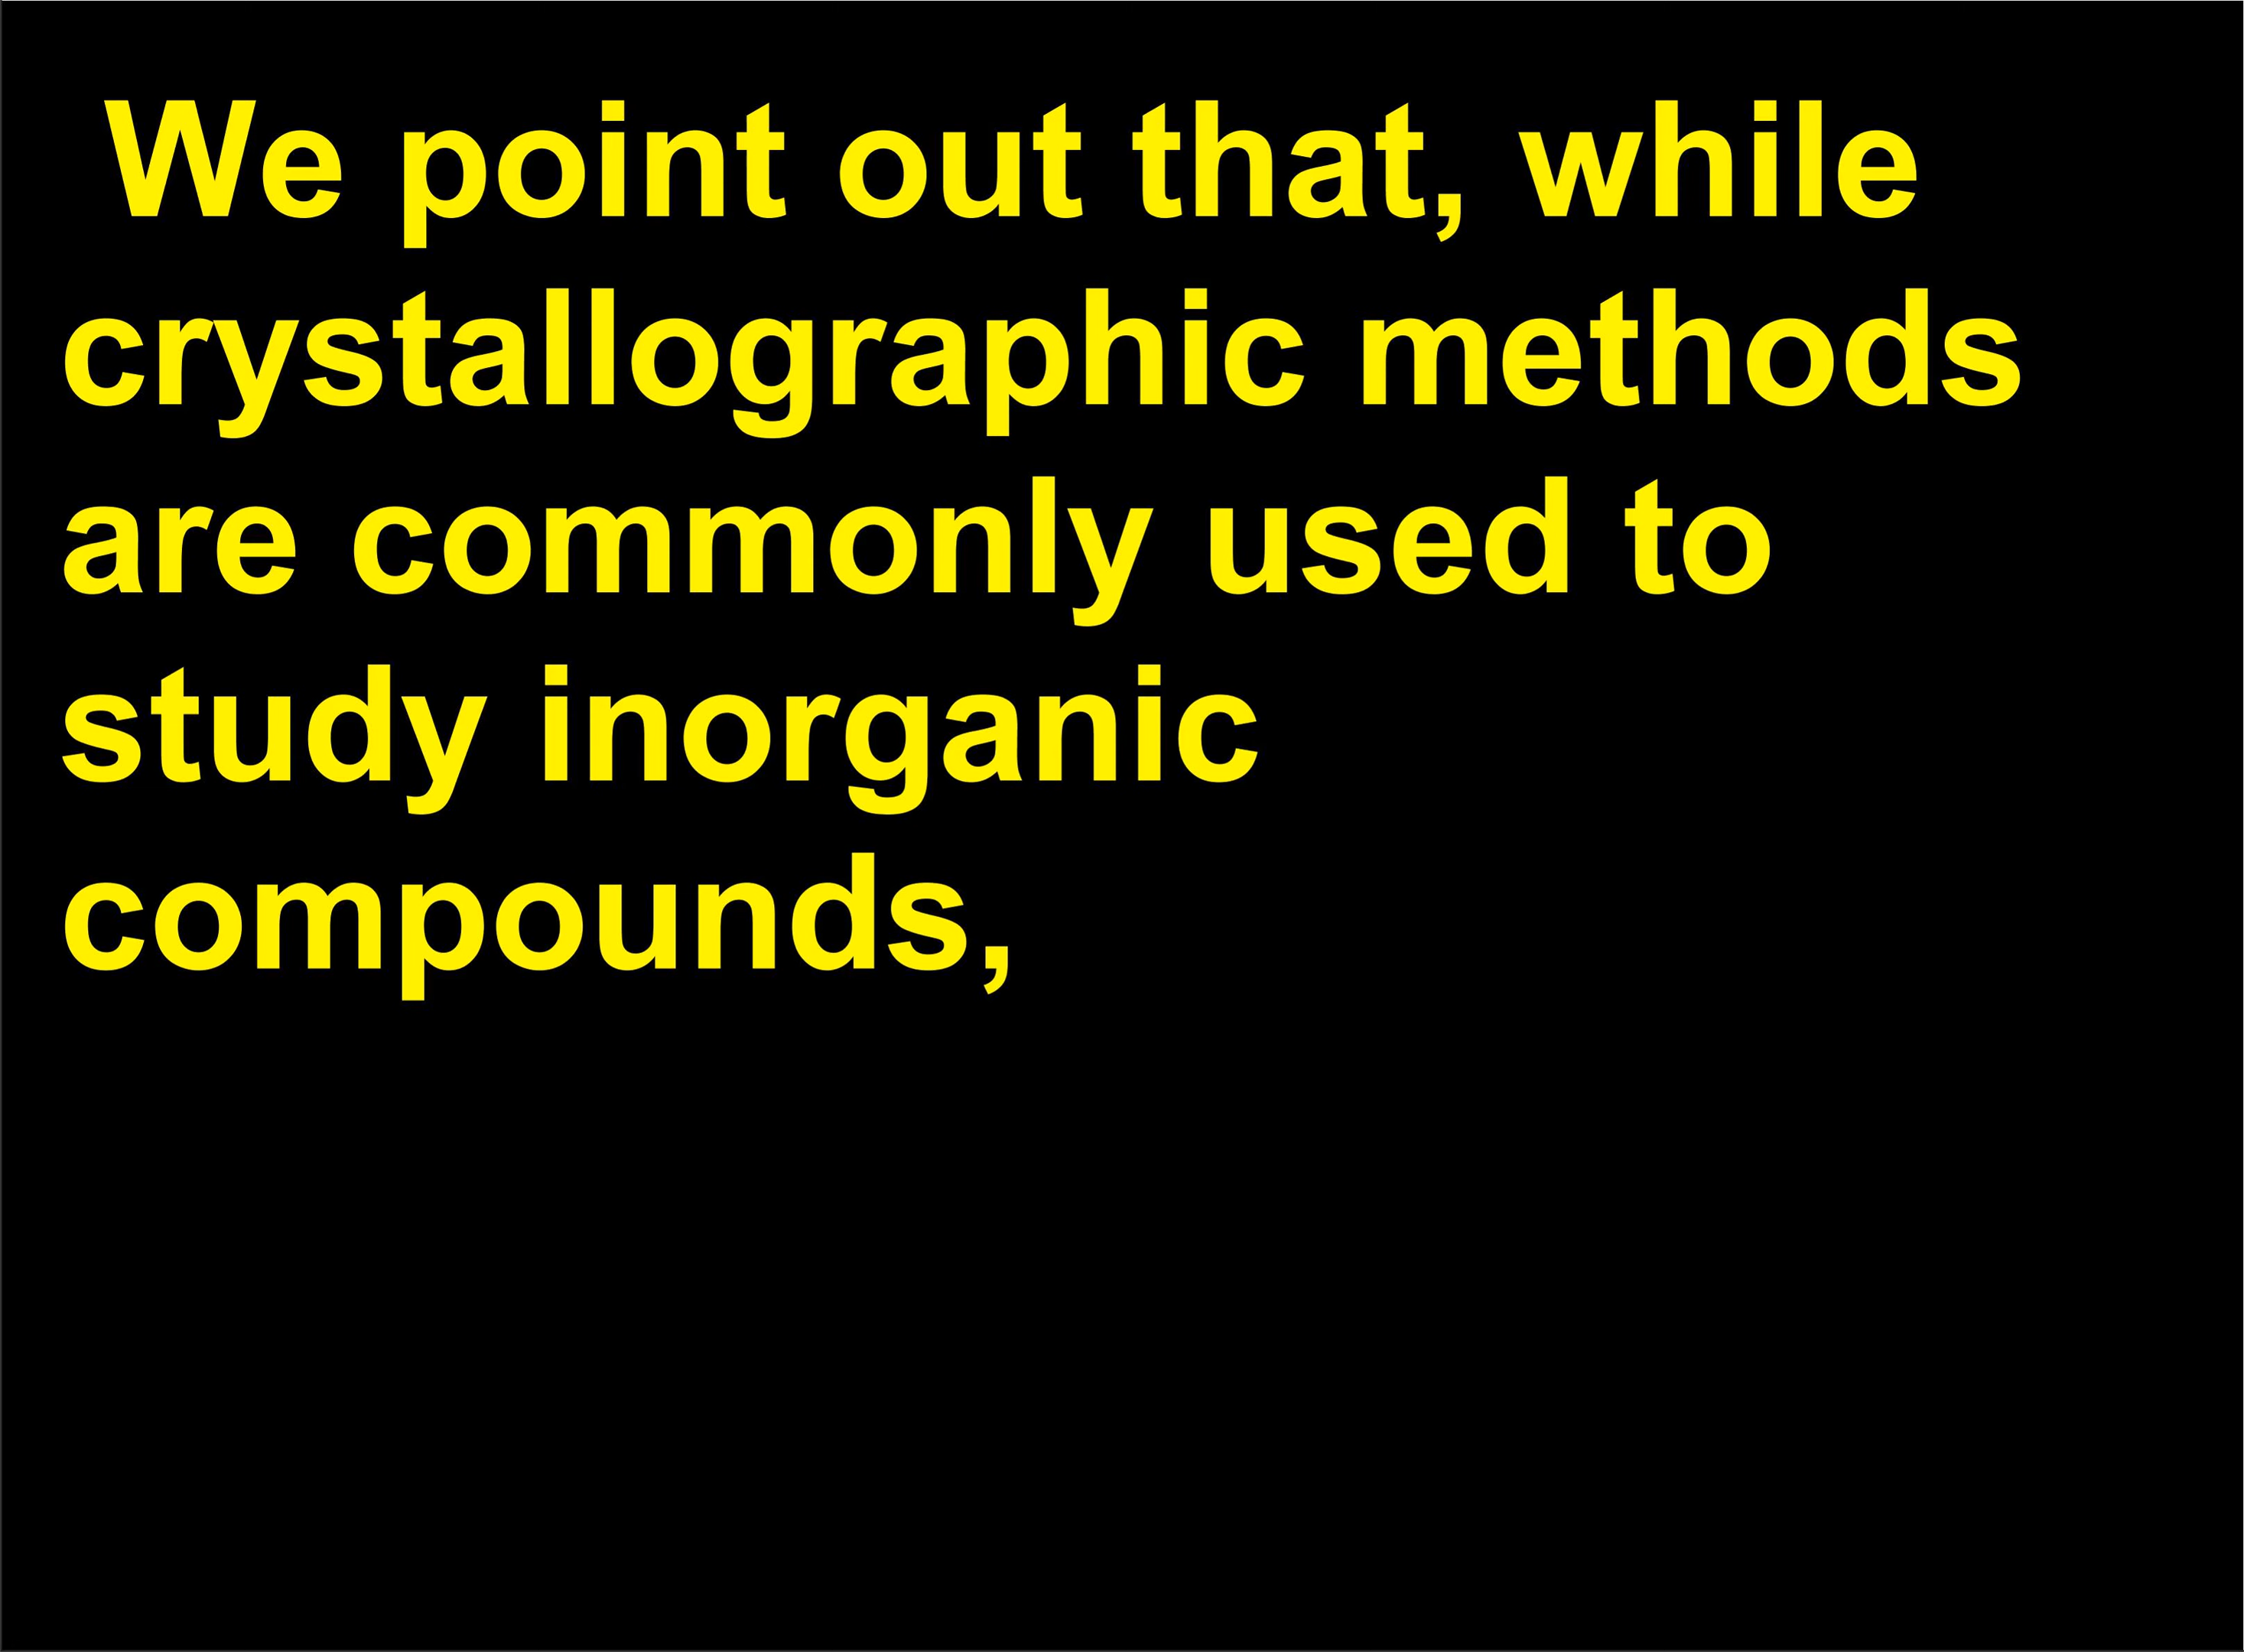 We point out that, while
crystallographic methods
are commonly used to
study inorganic
compounds,